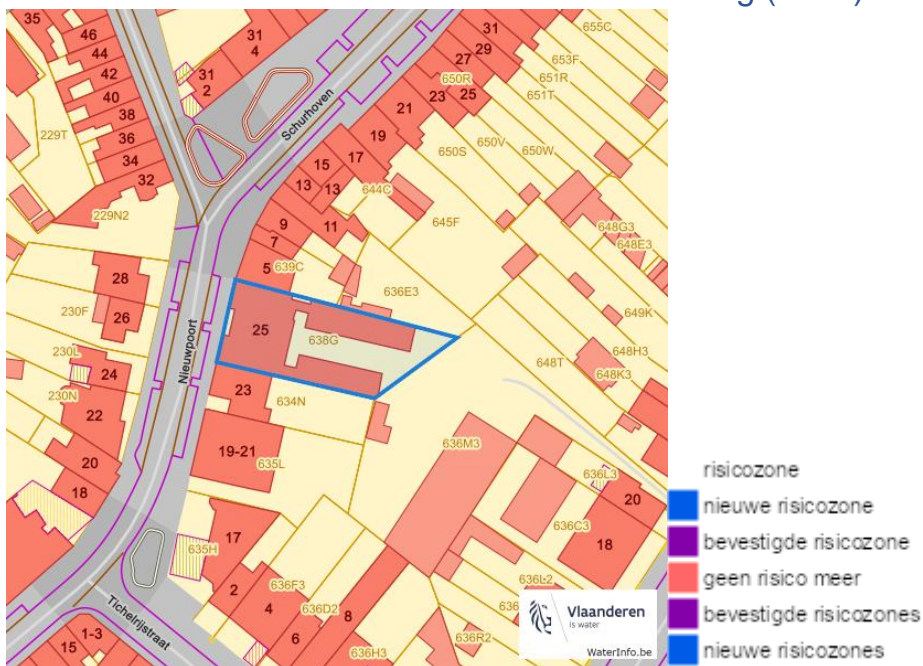 35
46
44
42
40
38
36
34
32
229T
229N2
31
4
31
2
Schurhoven
31
29
27
650R
23
25
21
19
17
15
13
13
11
9
7
5
639C
644C
645F
650S
650V
650W
651T
651R
653F
655C
648G3
648E3
649K
648H3
648K3
648T
636E3
638G
25
28
26
230F
230L
24
230N
22
20
18
Nieuwpoort
23
634N
19-21
635L
636M3
636L3
20
18
636C3
635H
17
2
4
6
8
636F3
636D2
636H3
636R2
636L2
636
Tichelrijstraat
1-3
15
Vlaanderen
is water
WaterInfo.be
risicozone
nieuwe risicozone
bevestigde risicozone
geen risico meer
bevestigde risicozones
nieuwe risicozones